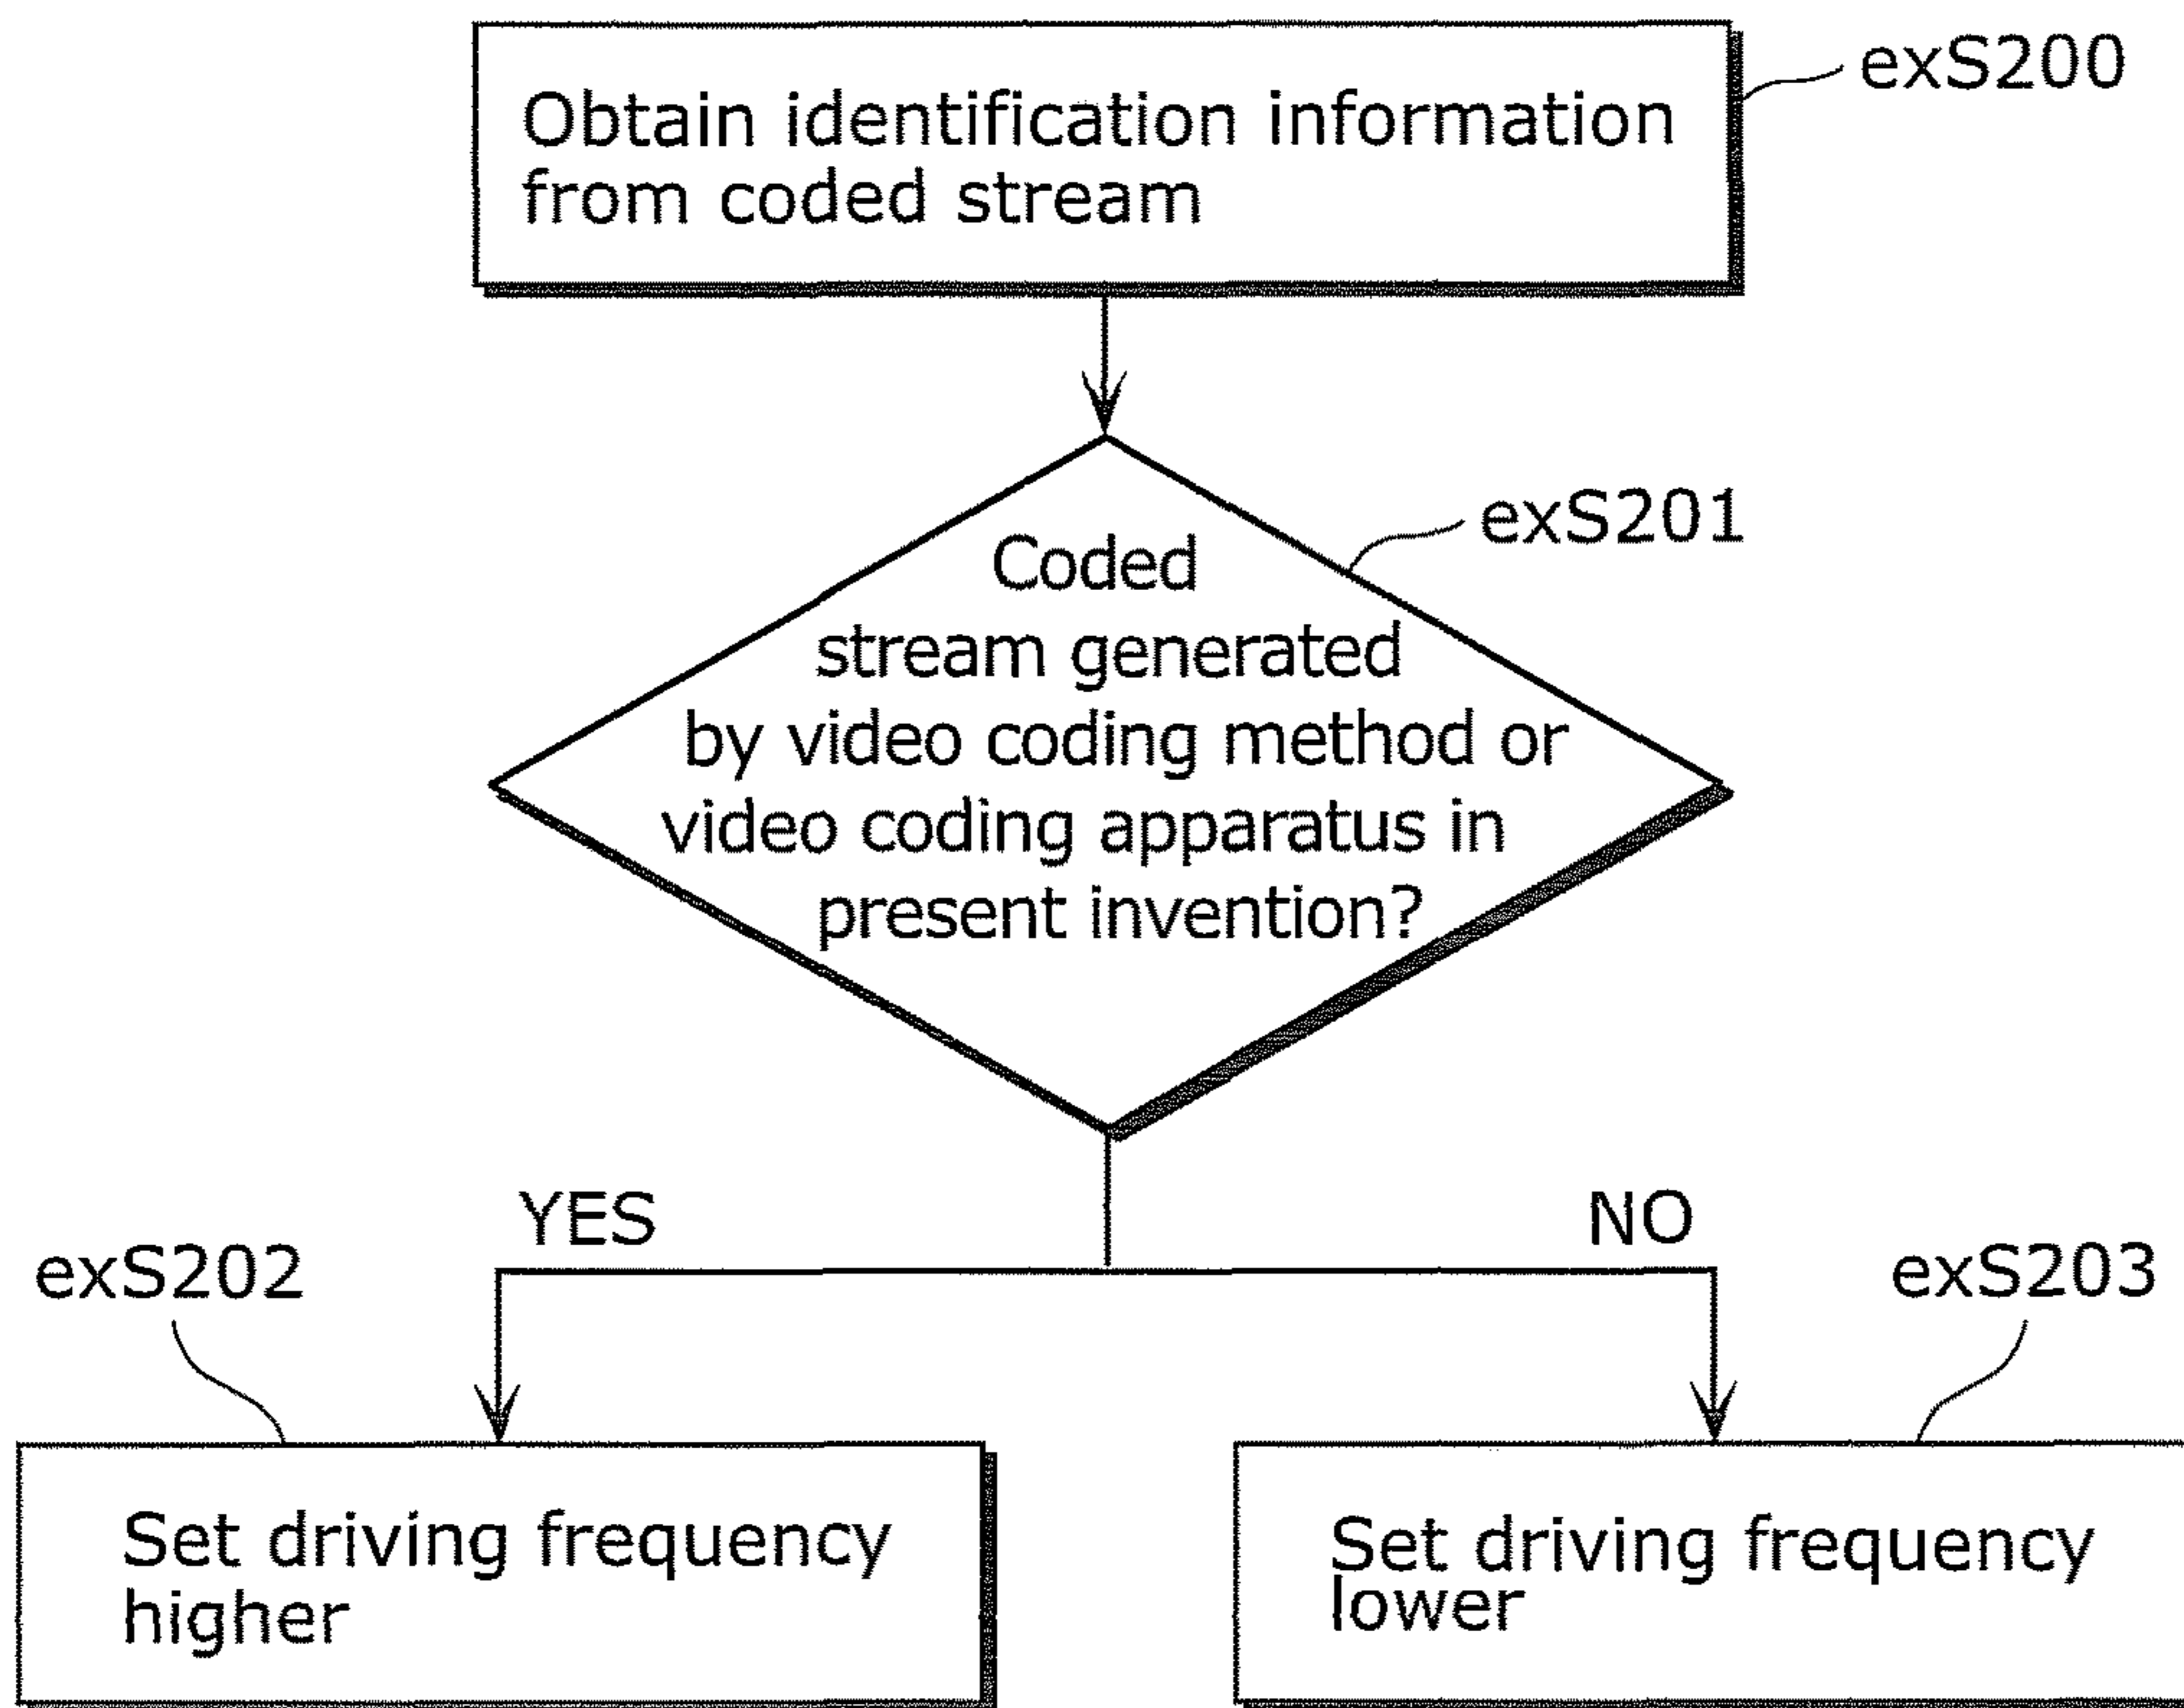 exS200
Obtain identification information
from coded stream
exS201
Coded
stream generated
by video coding method or
video coding apparatus in
present invention?
YES
NO
exS202
exS203
Set driving frequency
higher
Set driving frequency
lower